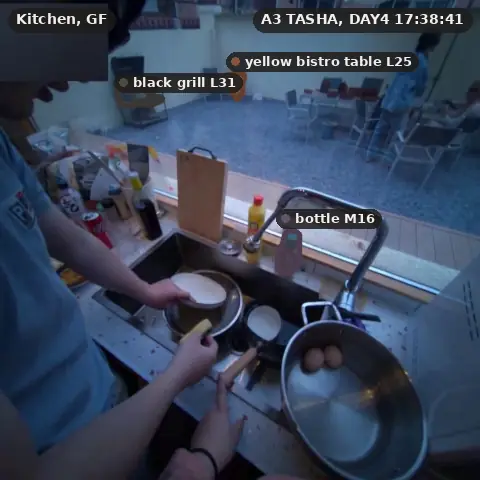 Kitchen, GF
A3 TASHA, DAY4 17:38:41
yellow bistro table L25
black grill L31
bottle M16